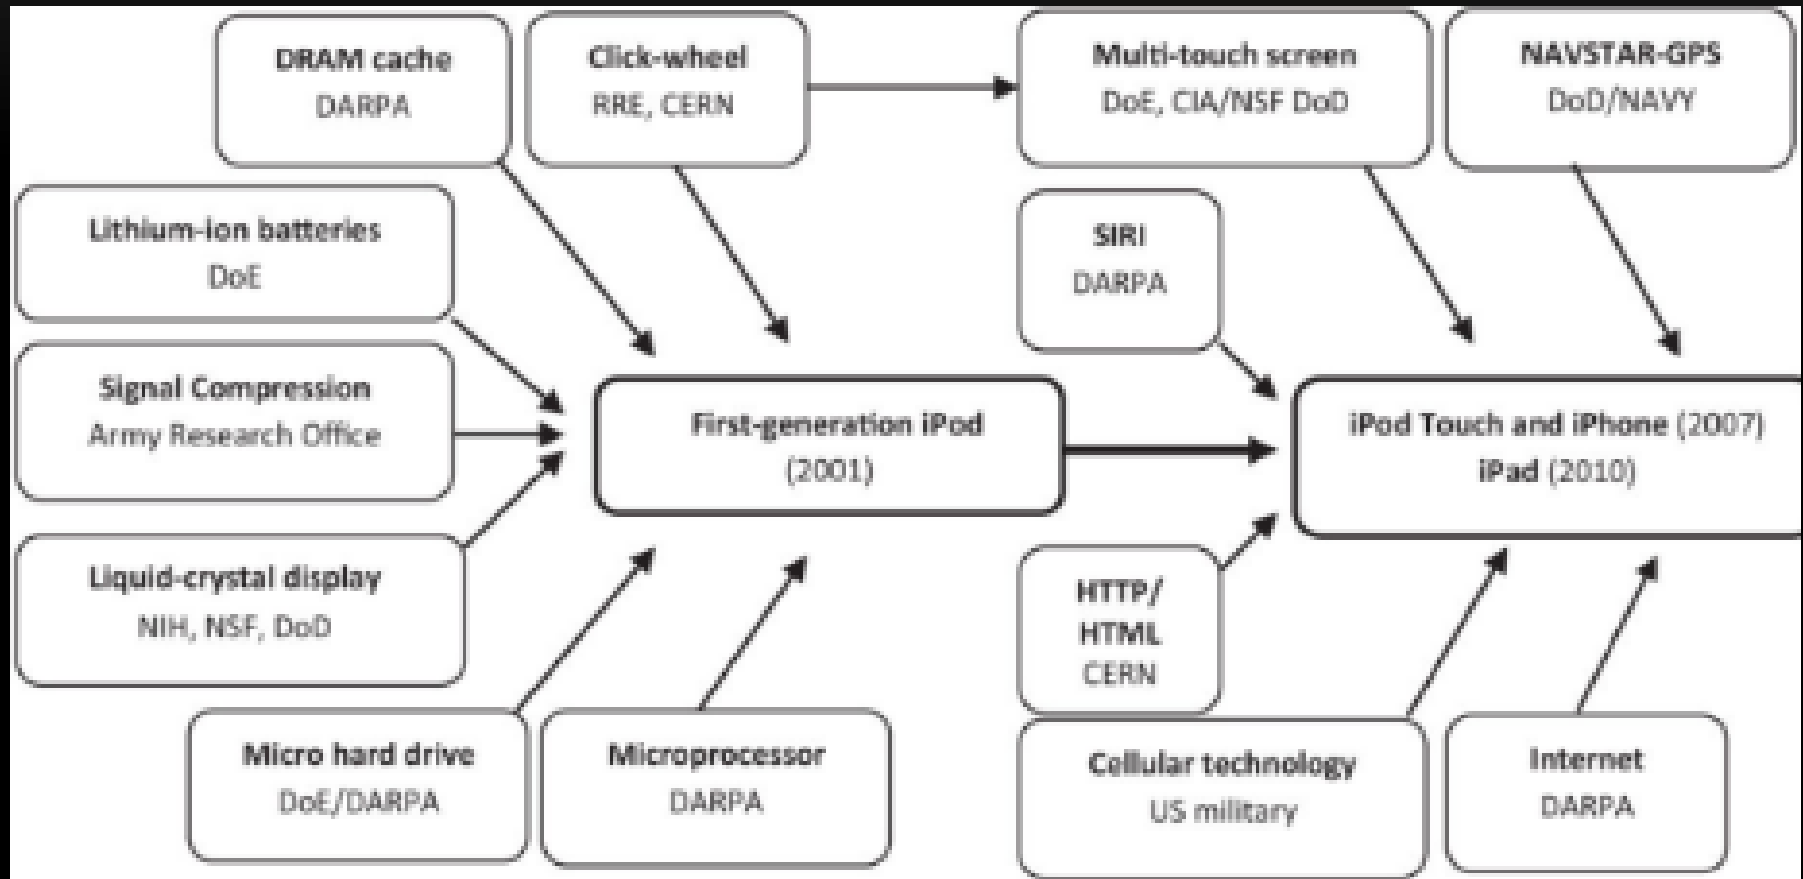 DRAM cache
DARPA
Click-wheel
RRE, CERN
Multi-touch screen
DoE, CIA/NSF DoD
NAVSTAR-GPS
DoD/NAVY
Lithium-ion batteries
DoE
SIRI
DARPA
Signal Compression
Army Research Office
First-generation iPod
(2001)
iPod Touch and iPhone (2007)
iPad (2010)
Liquid-crystal display
NIH, NSF, DoD
HTTP/
HTML
CERN
Micro hard drive
DoE/DARPA
Microprocessor
DARPA
Cellular technology
US military
Internet
DARPA